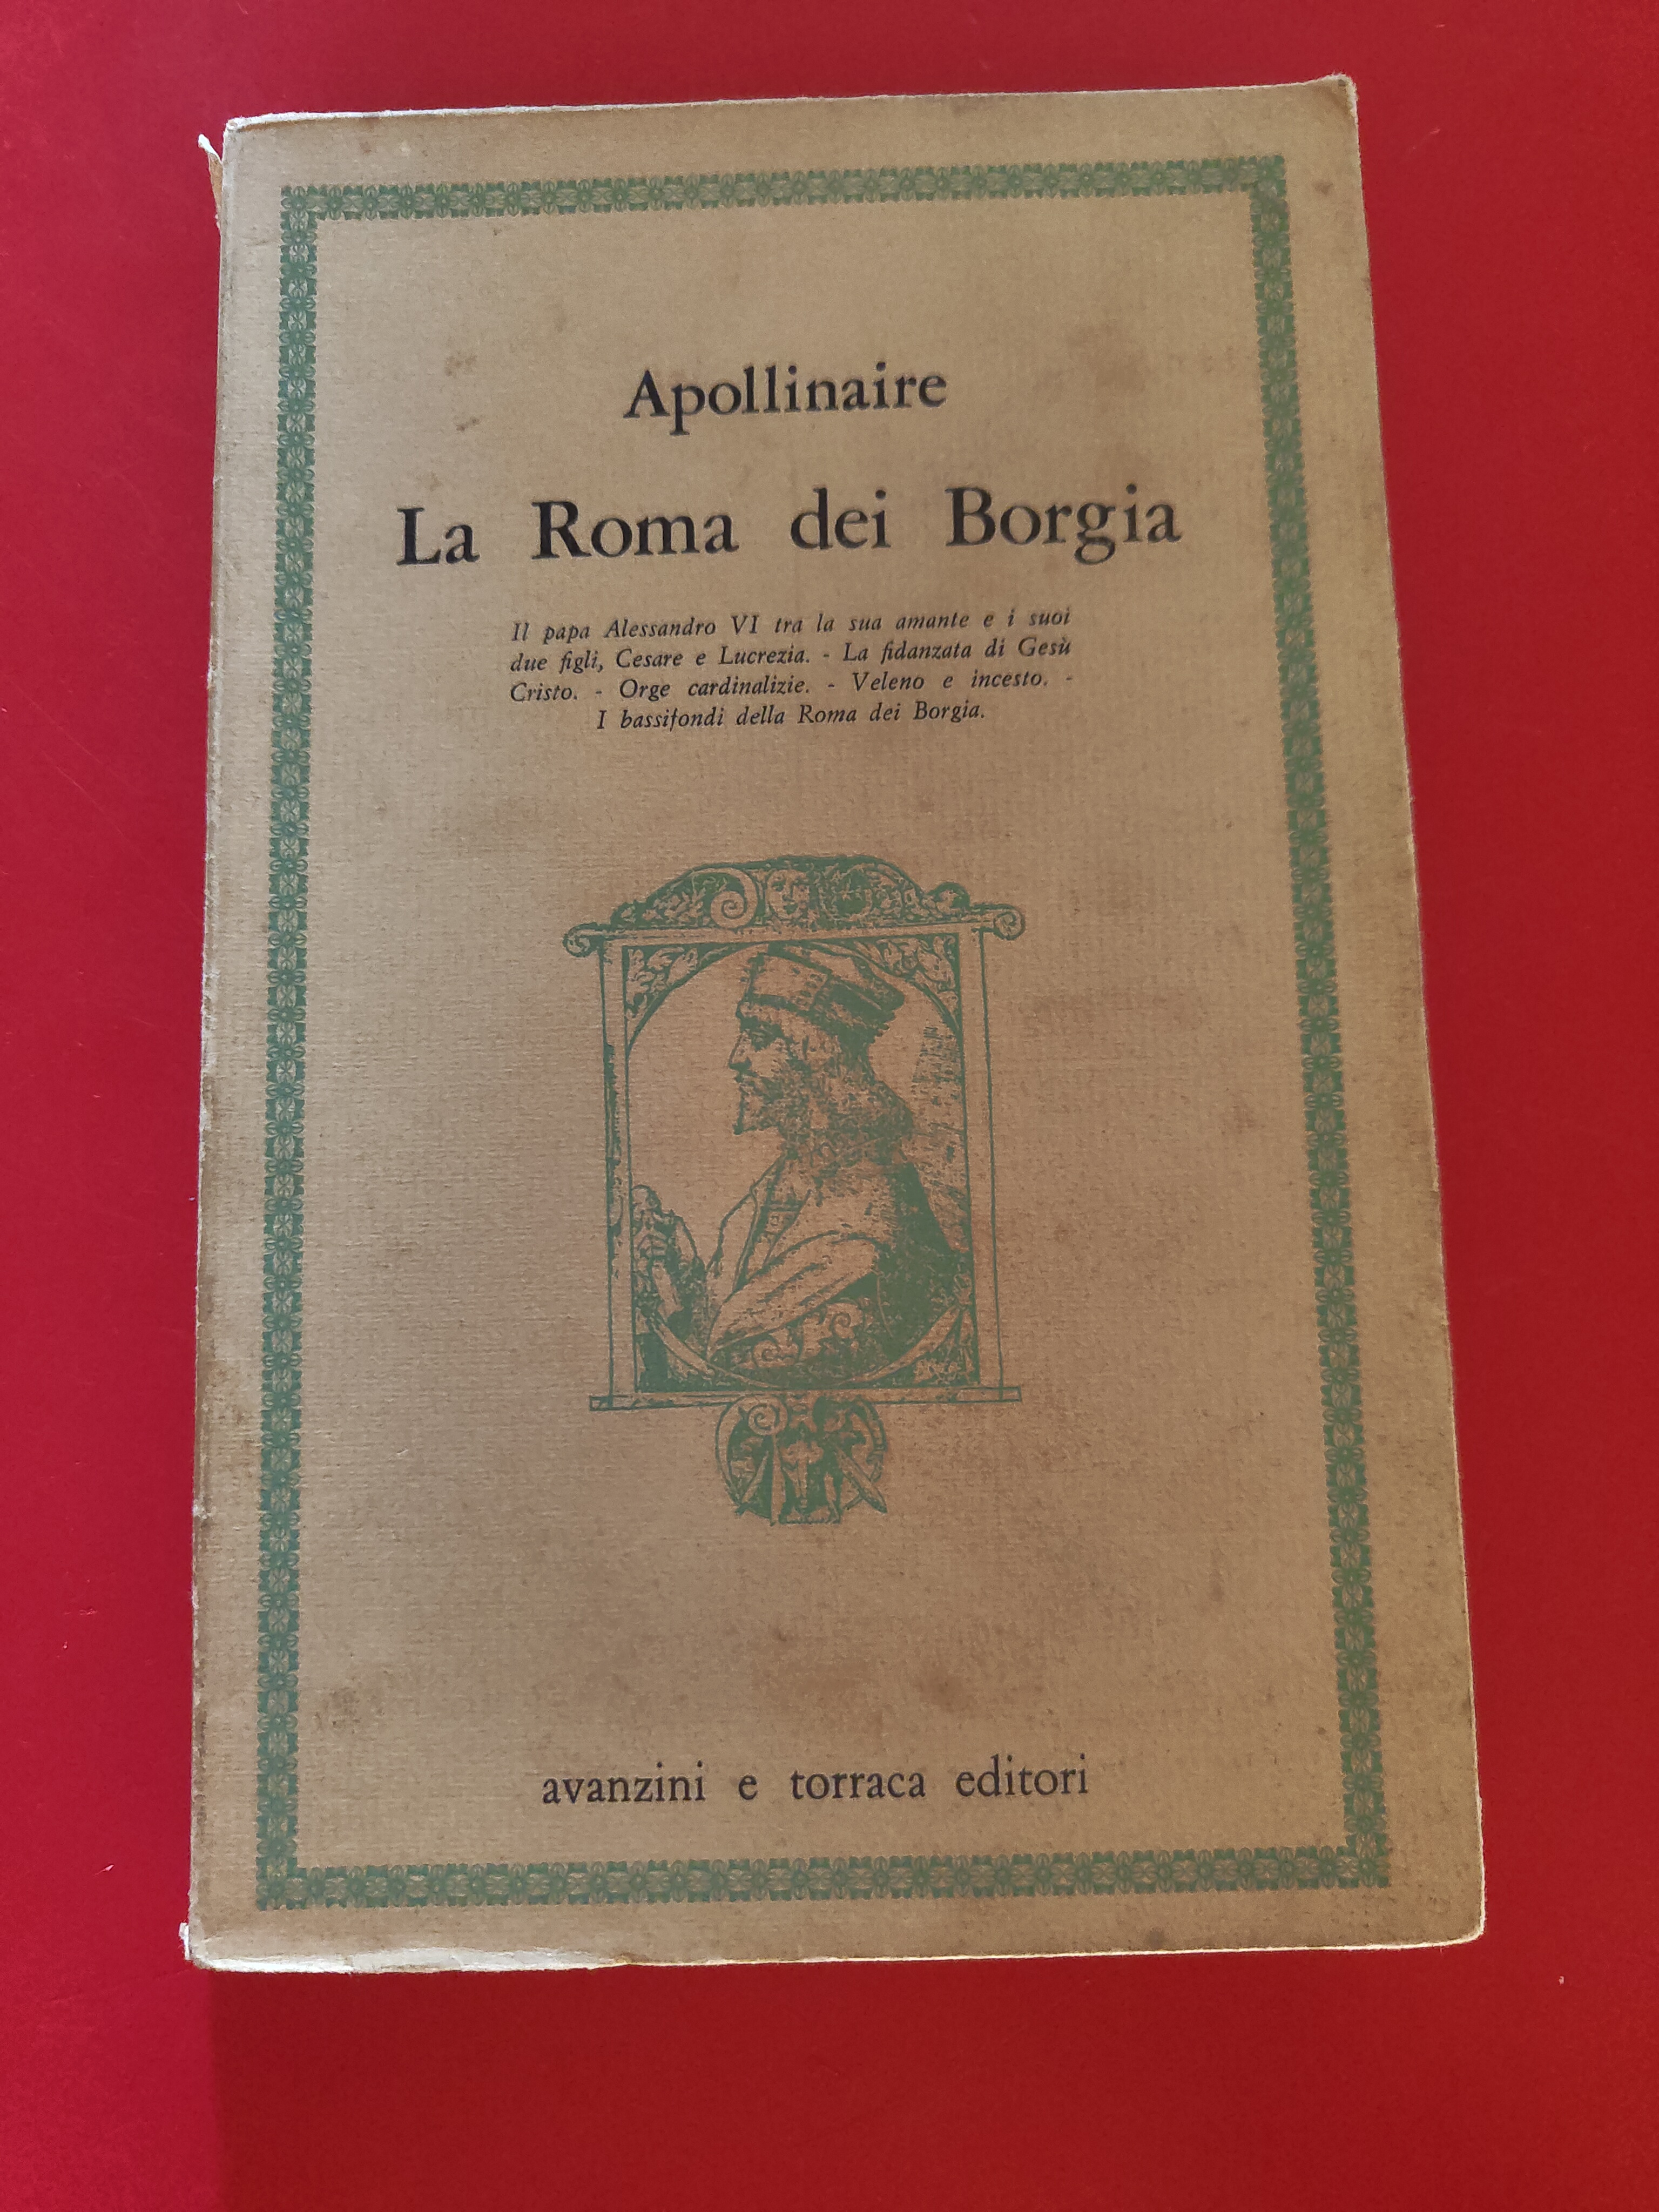 Apollinaire
La Roma dei Borgia
Il papa Alessandro VI tra la sua amante e i suoi
due figli, Cesare e Lucrezia. - La fidanzata di Gesù
Cristo. - Orge cardinalizie. - Veleno e incesto. -
I bassifondi della Roma dei Borgia.
avanzini e torraca editori